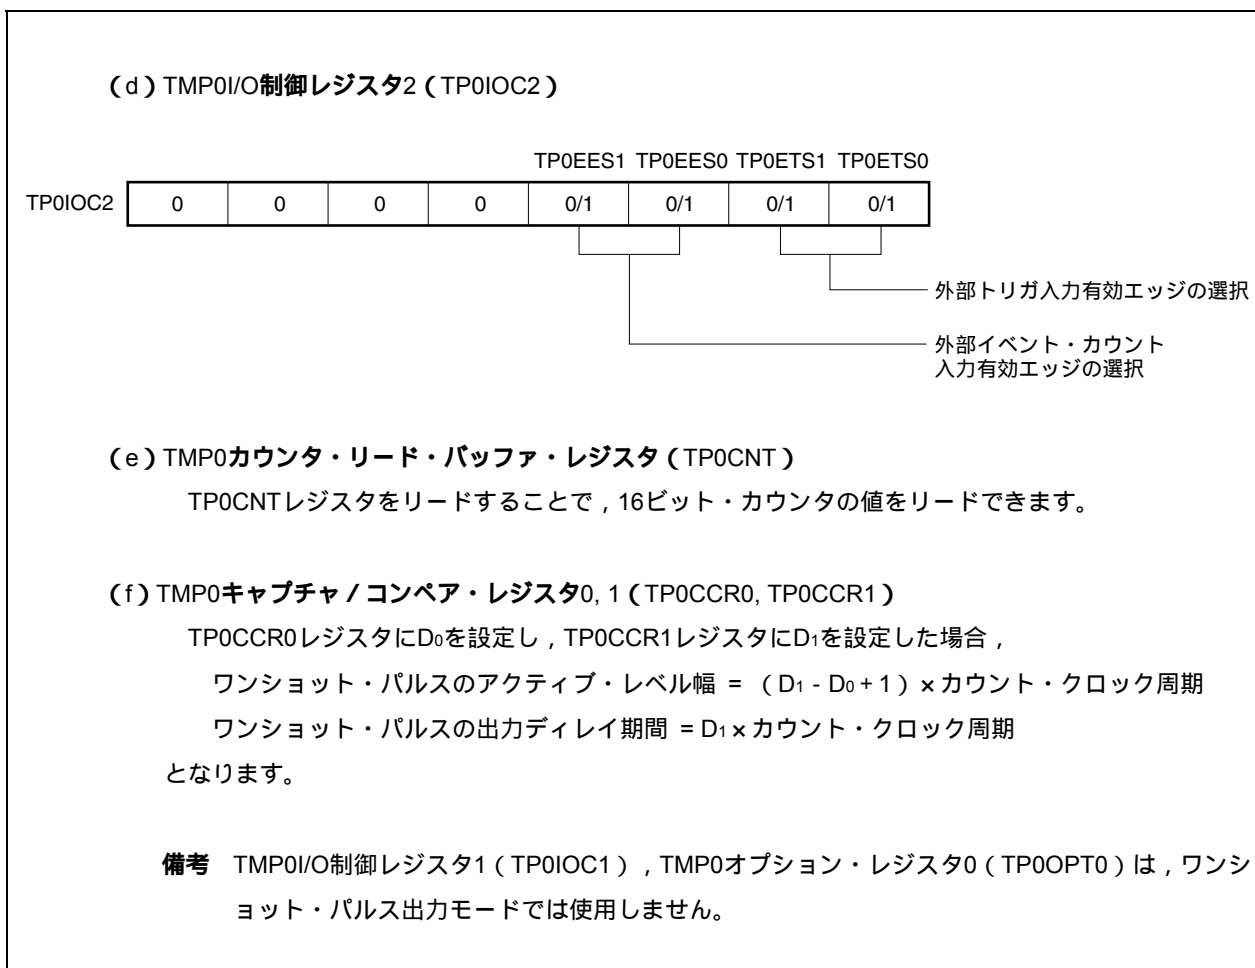 （d）TMP0I/O制御レジスタ2（TP0IOC2）
TP0EES1 TP0EES0 TP0ETS1 TP0ETS0
TP0IOC2 0 0 0 0 0/1 0/1 0/1 0/1
外部トリガ入力有効エッジの選択
外部イベント・カウント
入力有効エッジの選択
（e）TMP0カウンタ・リード・バッファ・レジスタ（TP0CNT）
TP0CNTレジスタをリードすることで，16ビット・カウンタの値をリードできます。
（f）TMP0キャプチャ／コンペア・レジスタ0, 1（TP0CCR0, TP0CCR1）
TP0CCR0レジスタにD0を設定し，TP0CCR1レジスタにD1を設定した場合，
ワンショット・パルスのアクティブ・レベル幅 = （D1 - D0 + 1）×カウント・クロック周期
ワンショット・パルスの出力ディレイ期間 = D1×カウント・クロック周期
となります。
備考 TMP0I/O制御レジスタ1（TP0IOC1），TMP0オプション・レジスタ0（TP0OPT0）は，ワンシ
ョット・パルス出力モードでは使用しません。